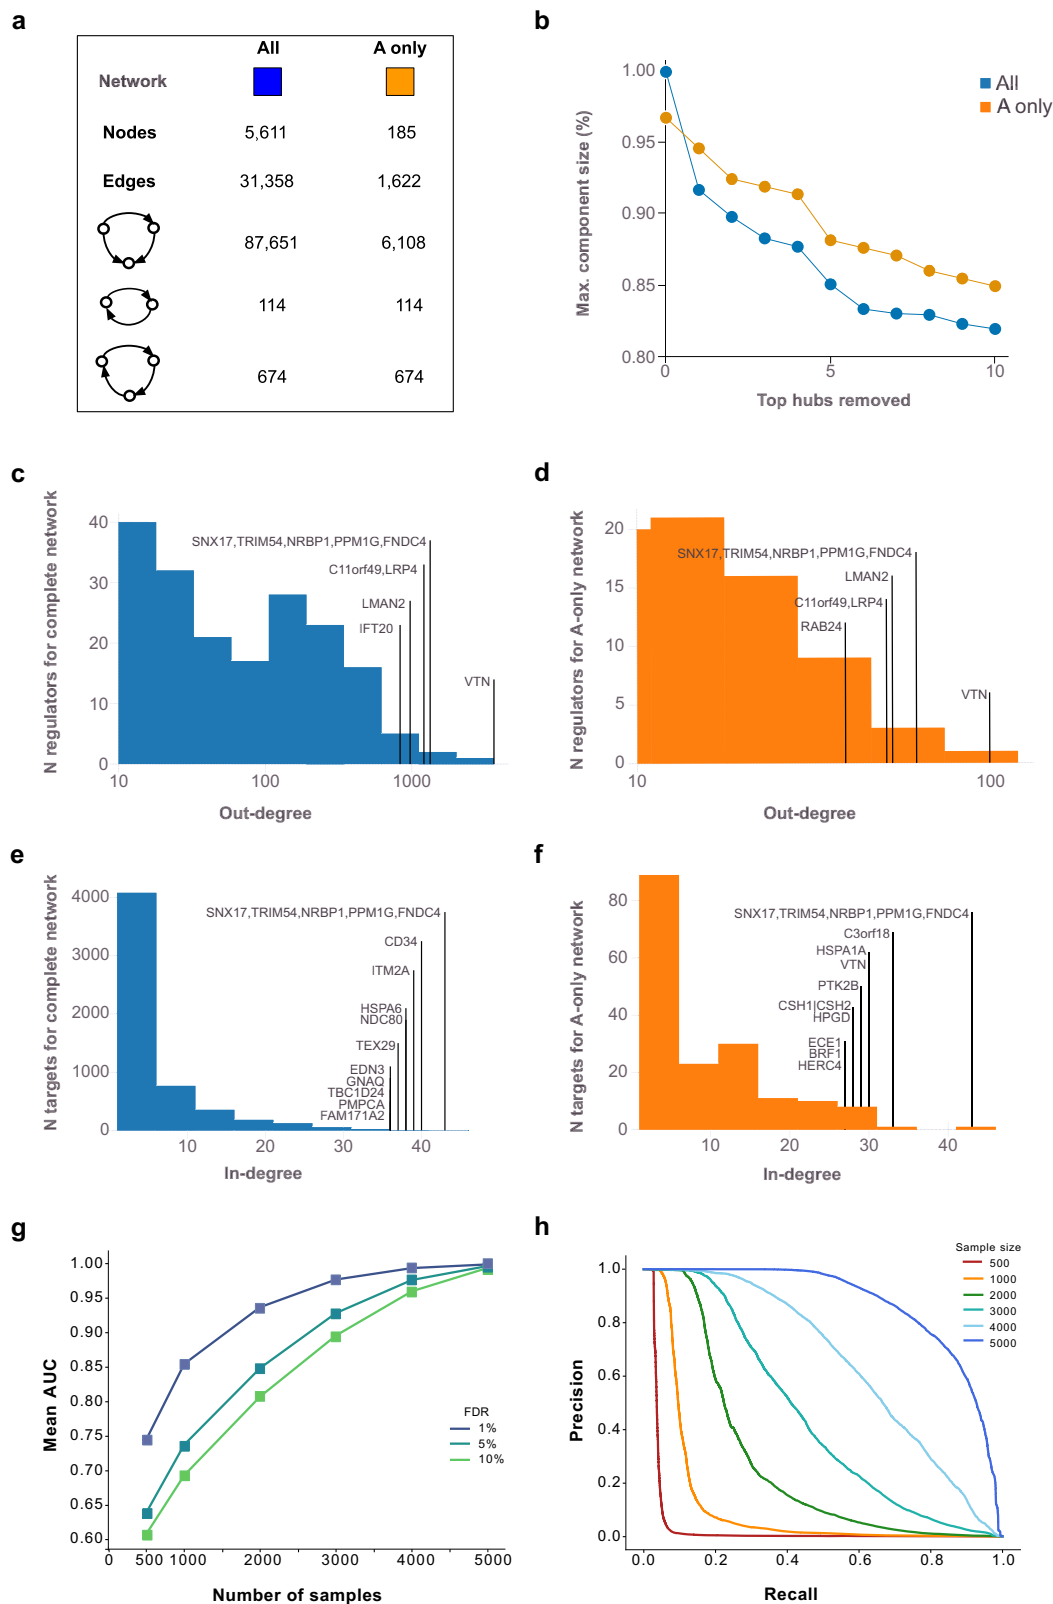 a
All A only
Network
Nodes 5,611 185
Edges 31,358 1,622
87,651 6,108
114 114
674 674
b
Max. component size (%)
1.00
0.95
0.90
0.85
0.80
0 5 10
Top hubs removed
All
A only
c
N regulators for complete network
40
30
20
10
0
SNX17,TRIM54,NRBP1,PPM1G,FNDC4
C11orf49,LRP4
LMAN2
IFT20
VTN
10 100 1000
Out-degree
d
N regulators for A-only network
20
15
10
5
0
SNX17,TRIM54,NRBP1,PPM1G,FNDC4
LMAN2
C11orf49,LRP4
RAB24
VTN
10 100
Out-degree
e
N targets for complete network
4000
3000
2000
1000
0
SNX17,TRIM54,NRBP1,PPM1G,FNDC4
CD34
ITM2A
HSPA6
NDC80
TEX29
EDN3
GNAQ
TBC1D24
PMPCA
FAM171A2
10 20 30 40
In-degree
f
N targets for A-only network
80
60
40
20
0
SNX17,TRIM54,NRBP1,PPM1G,FNDC4
C3orf18
HSPA1A
VTN
PTK2B
CSH1|CSH2
HPGD
ECE1
BRF1
HERC4
10 20 30 40
In-degree
g
Mean AUC
1.00
0.95
0.90
0.85
0.80
0.75
0.70
0.65
0.60
FDR
1%
5%
10%
0 500 1000 2000 3000 4000 5000
Number of samples
h
Precision
1.0
0.8
0.6
0.4
0.2
0.0
Sample size
500
1000
2000
3000
4000
5000
0.0 0.2 0.4 0.6 0.8 1.0
Recall